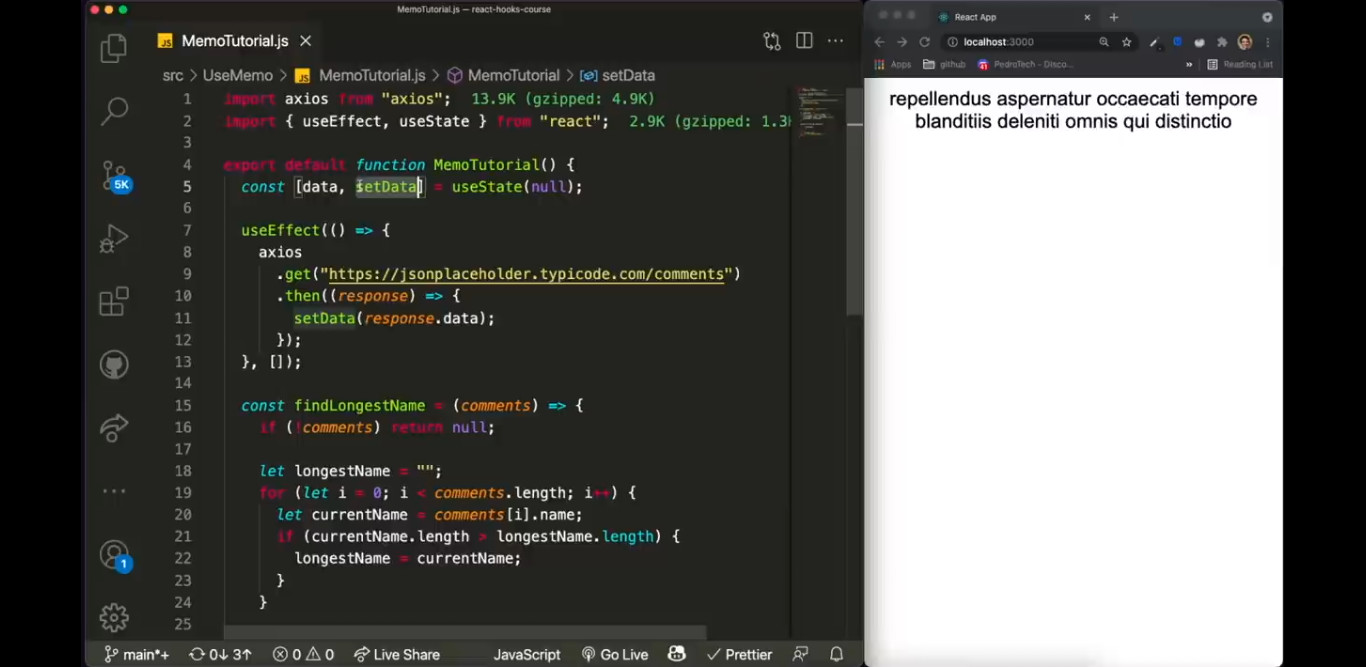 MemoTutorial.js — react-hooks-course
JS MemoTutorial.js
src > UseMemo > JS MemoTutorial.js > MemoTutorial > setData
1 import axios from "axios"; 13.9K (gzipped: 4.9K)
2 import { useEffect, useState } from "react"; 2.9K (gzipped: 1.3K
3
4 export default function MemoTutorial() {
5 const [data, setData] = useState(null);
6
7 useEffect(() => {
8 axios
9 .get("https://jsonplaceholder.typicode.com/comments")
10 .then((response) => {
11 setData(response.data);
12 });
13 }, []);
14
15 const findLongestName = (comments) => {
16 if (!comments) return null;
17
18 let longestName = "";
19 for (let i = 0; i < comments.length; i++) {
20 let currentName = comments[i].name;
21 if (currentName.length > longestName.length) {
22 longestName = currentName;
23 }
24 }
25
5K
1
main*+ 0↓ 3↑ 0 0 Live Share JavaScript Go Live Prettier
React App
localhost:3000
Apps github PedroTech - Disco... » Reading List
repellendus aspernatur occaecati tempore
blanditiis deleniti omnis qui distinctio